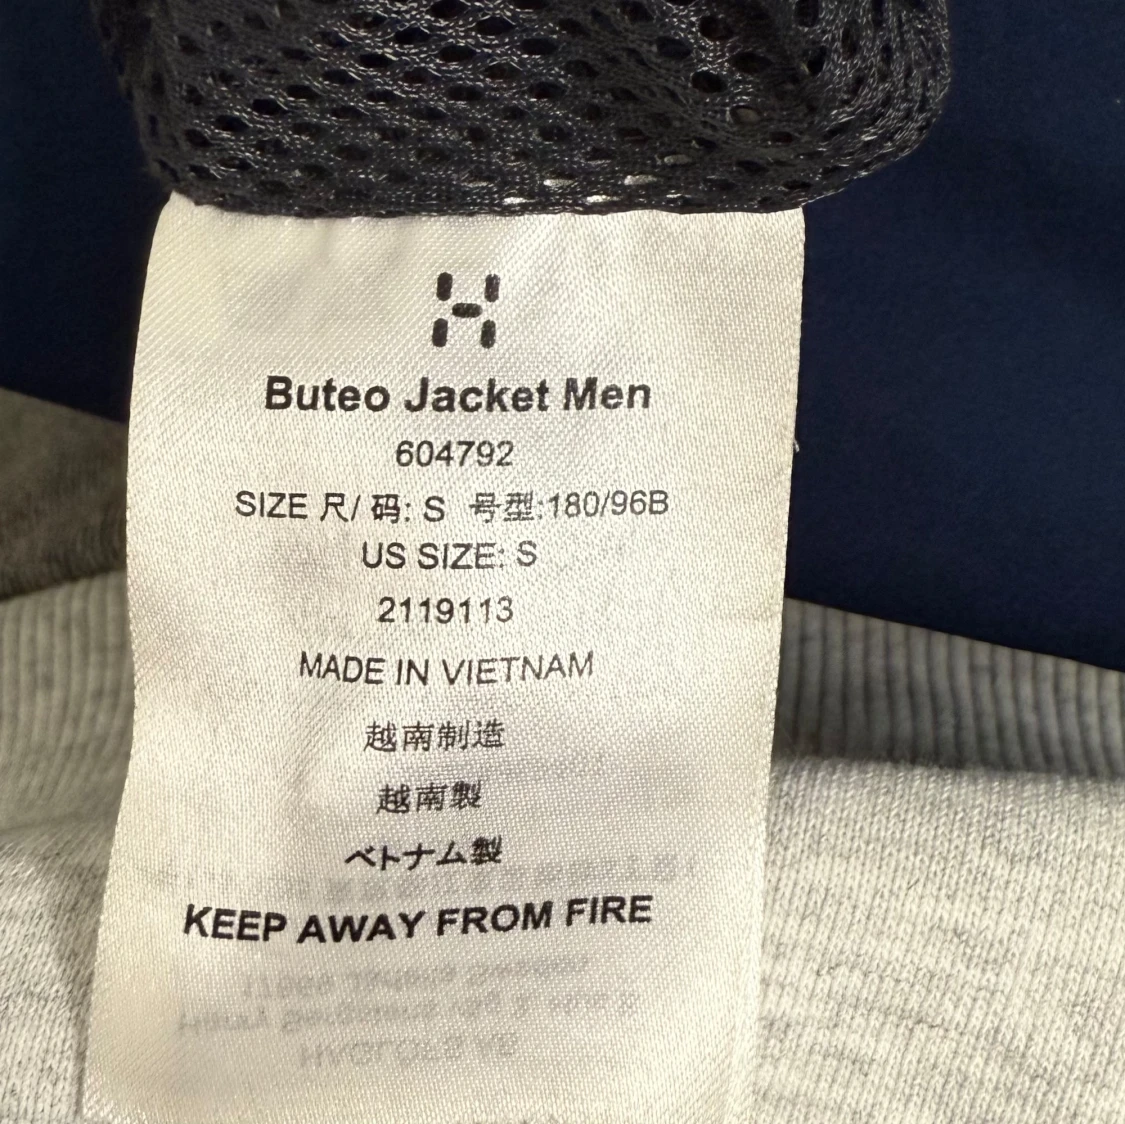 Buteo Jacket Men
604792
SIZE 尺/ 码: S 号型:180/96B
US SIZE: S
2119113
MADE IN VIETNAM
越南制造
越南製
ベトナム製
KEEP AWAY FROM FIRE